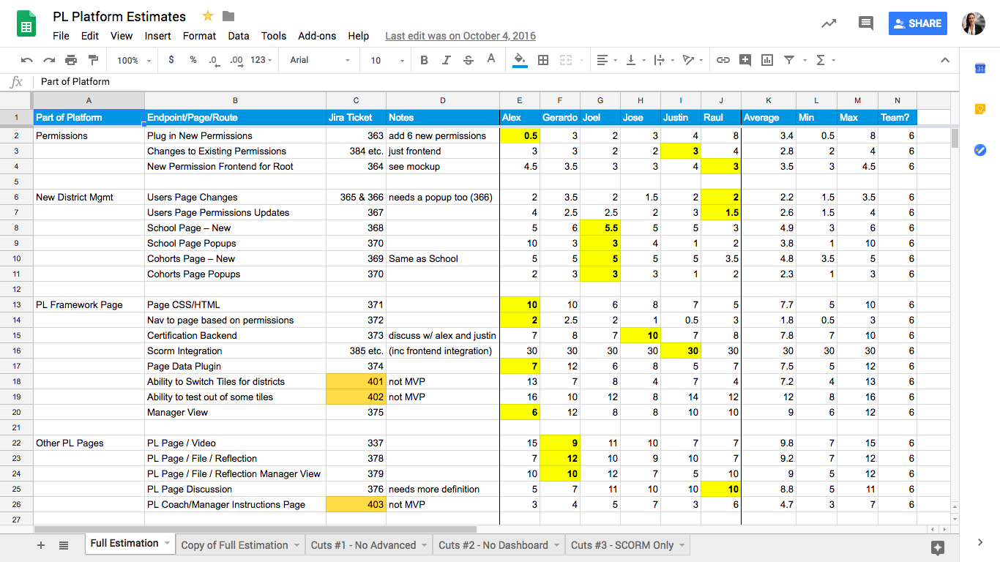 PL Platform Estimates
File Edit View Insert Format Data Tools Add-ons Help Last edit was on October 4, 2016
SHARE
100% $ % .0 .00 123 Arial 10 B I S A
fx Part of Platform
31
A B C D E F G H I J K L M N
1 Part of Platform Endpoint/Page/Route Jira Ticket Notes Alex Gerardo Joel Jose Justin Raul Average Min Max Team?
2 Permissions Plug in New Permissions 363 add 6 new permissions 0.5 3 2 3 4 8 3.4 0.5 8 6
3 Changes to Existing Permissions 384 etc. just frontend 3 3 2 2 3 4 2.8 2 4 6
4 New Permission Frontend for Root 364 see mockup 4.5 3.5 3 3 4 3 3.5 3 4.5 6
5
6 New District Mgmt Users Page Changes 365 & 366 needs a popup too (366) 2 3.5 2 1.5 2 2 2.2 1.5 3.5 6
7 Users Page Permissions Updates 367 4 2.5 2.5 2 3 1.5 2.6 1.5 4 6
8 School Page – New 368 5 6 5.5 5 5 3 4.9 3 6 6
9 School Page Popups 370 10 3 3 4 1 2 3.8 1 10 6
10 Cohorts Page – New 369 Same as School 5 5 5 5 5 3.5 4.8 3.5 5 6
11 Cohorts Page Popups 370 2 3 3 3 1 2 2.3 1 3 6
12
13 PL Framework Page Page CSS/HTML 371 10 10 6 8 7 5 7.7 5 10 6
14 Nav to page based on permissions 372 2 2.5 2 1 0.5 3 1.8 0.5 3 6
15 Certification Backend 373 discuss w/ alex and justin 7 8 7 10 7 8 7.8 7 10 6
16 Scorm Integration 385 etc. (inc frontend integration) 30 30 30 30 30 30 30 30 30 6
17 Page Data Plugin 374 7 12 6 8 5 7 7.5 5 12 6
18 Ability to Switch Tiles for districts 401 not MVP 13 7 8 4 7 4 7.2 4 13 6
19 Ability to test out of some tiles 402 not MVP 16 10 12 8 14 12 12 8 16 6
20 Manager View 375 6 12 8 8 10 10 9 6 12 6
21
22 Other PL Pages PL Page / Video 337 15 9 11 10 7 7 9.8 7 15 6
23 PL Page / File / Reflection 378 7 12 10 9 10 7 9.2 7 12 6
24 PL Page / File / Reflection Manager View 379 10 10 12 7 5 10 9 5 12 6
25 PL Page Discussion 376 needs more definition 5 7 11 10 10 10 8.8 5 11 6
26 PL Coach/Manager Instructions Page 403 not MVP 3 4 5 7 3 6 4.7 3 7 6
27
Full Estimation Copy of Full Estimation Cuts #1 - No Advanced Cuts #2 - No Dashboard Cuts #3 - SCORM Only